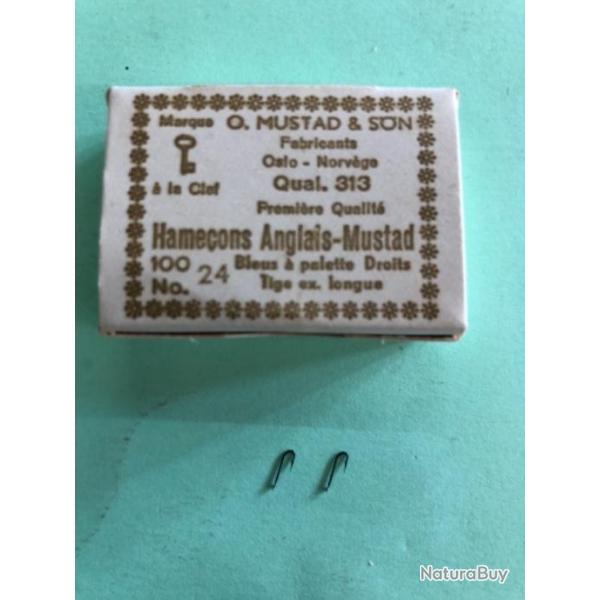 Marque O. MUSTAD & SÖN
Fabricants
Oslo - Norvège
à la Clef Qual. 313
Première Qualité
Hameçons Anglais-Mustad
100 Bleus à palette Droits
No. 24 Tige ex. longue
NaturaBuy